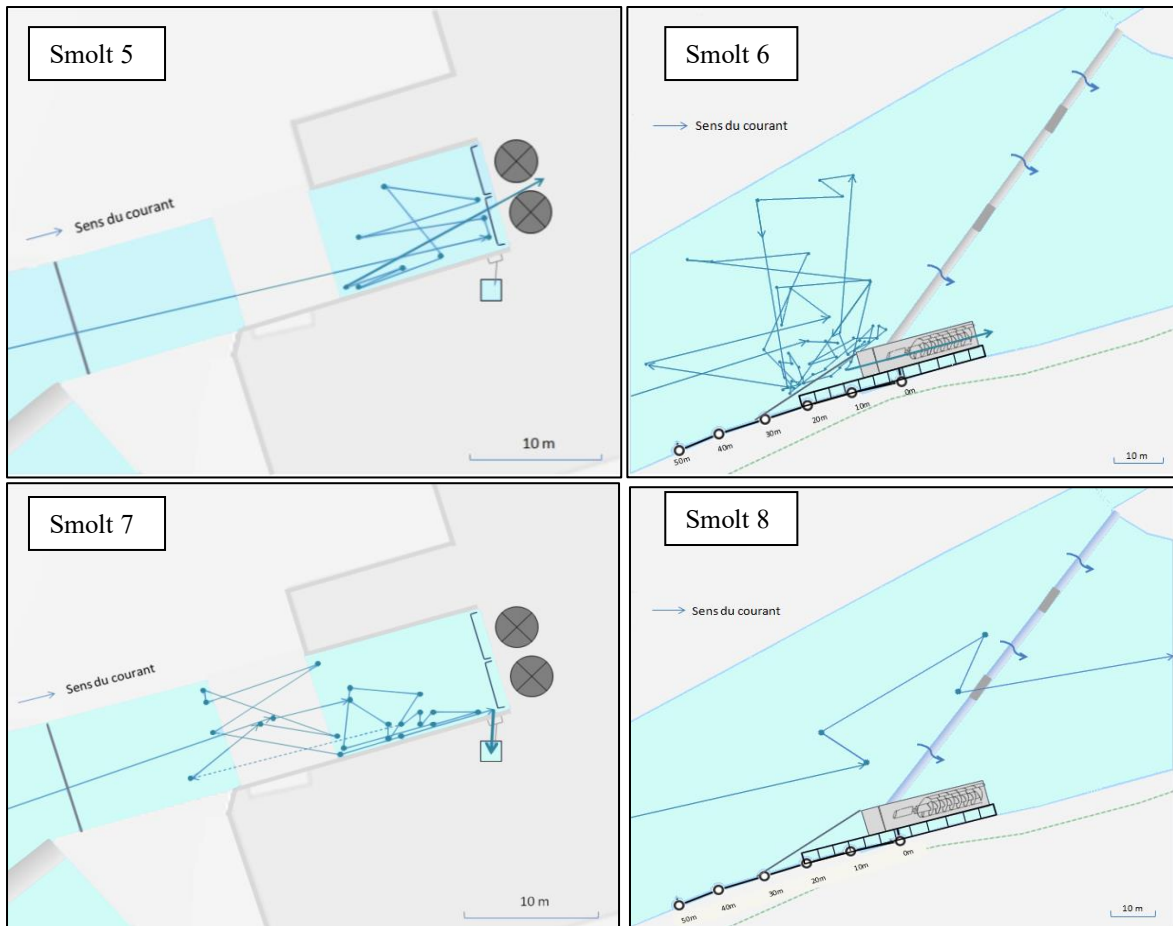 Smolt 5
Sens du courant
10 m
Smolt 6
Sens du courant
0m
10m
20m
30m
40m
50m
10 m
Smolt 7
Sens du courant
10 m
Smolt 8
Sens du courant
0m
10m
20m
30m
40m
50m
10 m